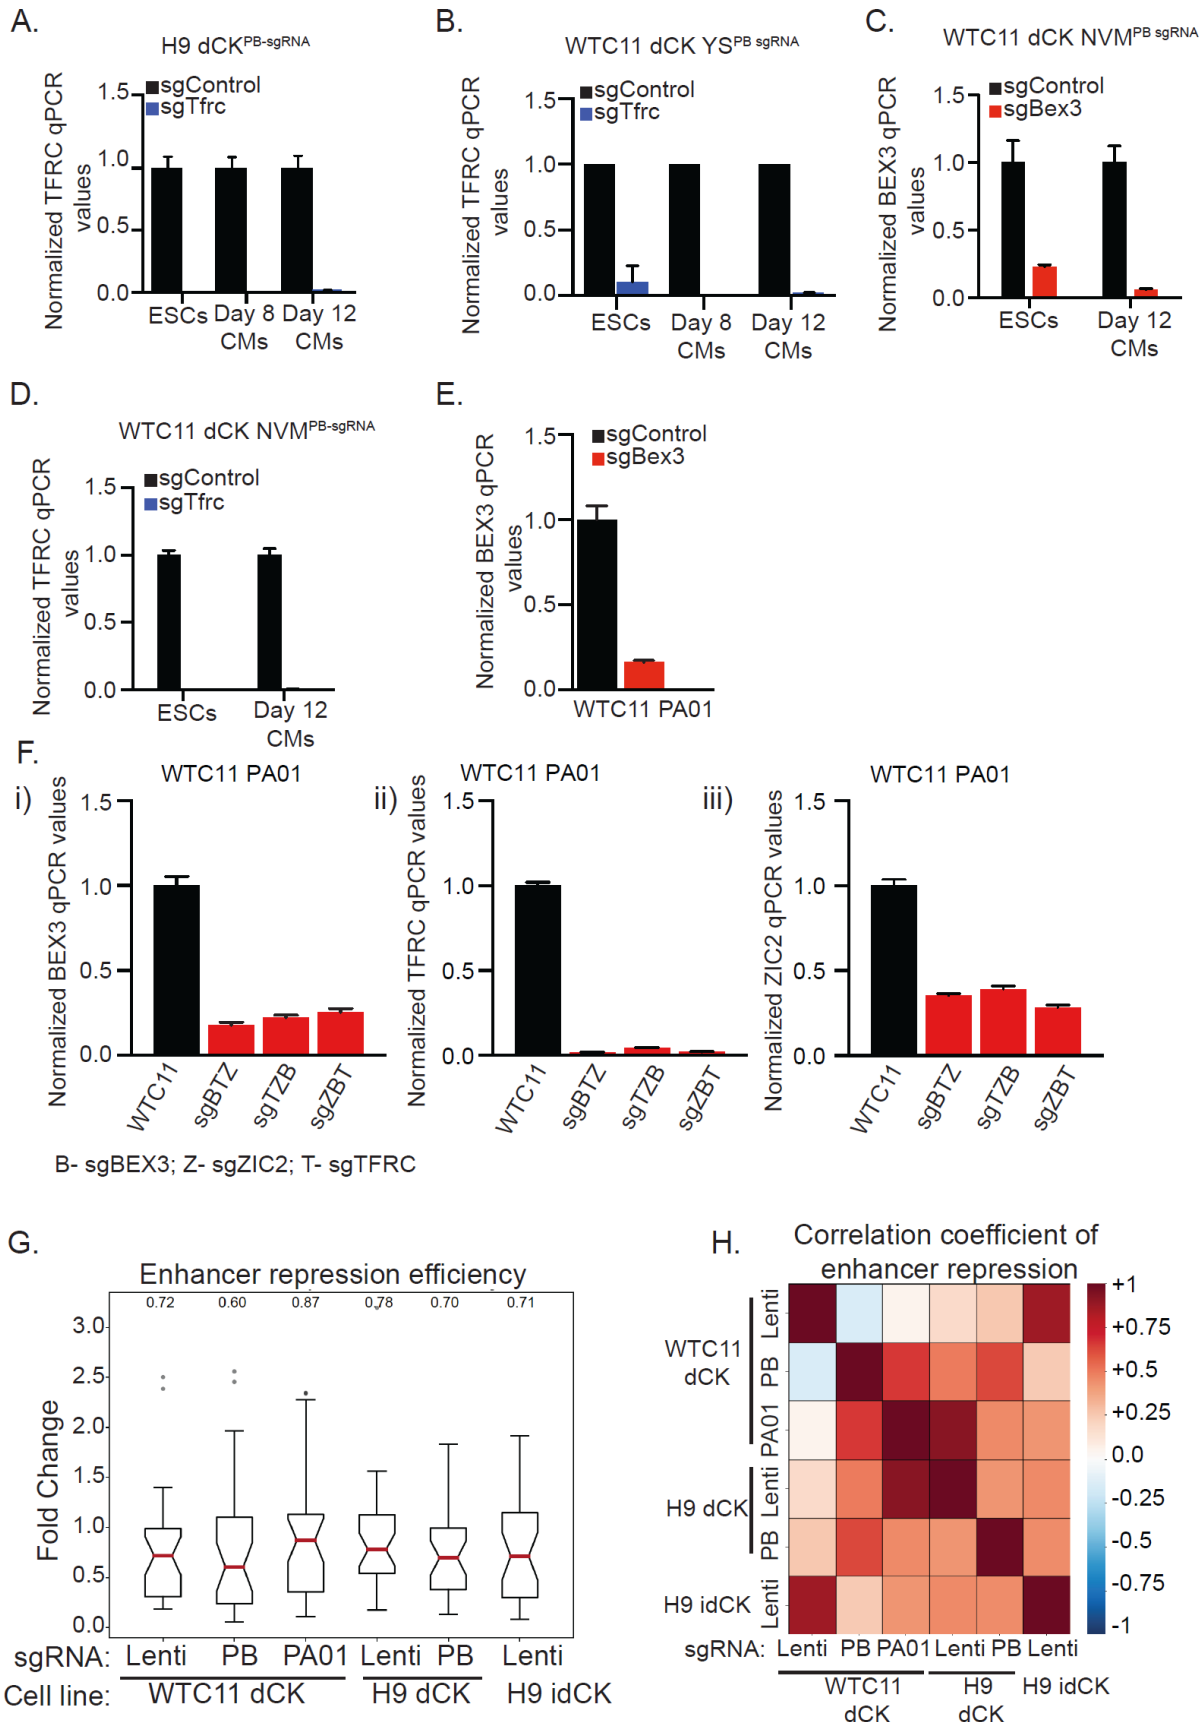 A.
H9 dCK^PB-sgRNA
Normalized TFRC qPCR
values
sgControl
sgTfrc
1.5
1.0
0.5
0.0
ESCs
Day 8
CMs
Day 12
CMs
B.
WTC11 dCK YS^PB sgRNA
Normalized TFRC qPCR
values
sgControl
sgTfrc
1.5
1.0
0.5
0.0
ESCs
Day 8
CMs
Day 12
CMs
C.
WTC11 dCK NVM^PB sgRNA
Normalized BEX3 qPCR
values
sgControl
sgBex3
1.5
1.0
0.5
0.0
ESCs
Day 12
CMs
D.
WTC11 dCK NVM^PB-sgRNA
Normalized TFRC qPCR
values
sgControl
sgTfrc
1.5
1.0
0.5
0.0
ESCs
Day 12
CMs
E.
Normalized BEX3 qPCR
values
sgControl
sgBex3
1.5
1.0
0.5
0.0
WTC11 PA01
F.
i)
WTC11 PA01
Normalized BEX3 qPCR values
1.5
1.0
0.5
0.0
WTC11
sgBTZ
sgTZB
sgZBT
ii)
WTC11 PA01
Normalized TFRC qPCR values
1.5
1.0
0.5
0.0
WTC11
sgBTZ
sgTZB
sgZBT
iii)
WTC11 PA01
Normalized ZIC2 qPCR values
1.5
1.0
0.5
0.0
WTC11
sgBTZ
sgTZB
sgZBT
B- sgBEX3; Z- sgZIC2; T- sgTFRC
G.
Enhancer repression efficiency
0.72 0.60 0.87 0.78 0.70 0.71
Fold Change
3.0
2.5
2.0
1.5
1.0
0.5
0.0
sgRNA: Lenti PB PA01 Lenti PB Lenti
Cell line: WTC11 dCK H9 dCK H9 idCK
H.
Correlation coefficient of
enhancer repression
WTC11
dCK
Lenti
PB
PA01
H9 dCK
Lenti
PB
H9 idCK
Lenti
+1
+0.75
+0.5
+0.25
0.0
-0.25
-0.5
-0.75
-1
sgRNA: Lenti PB PA01 Lenti PB Lenti
WTC11
dCK
H9
dCK
H9 idCK